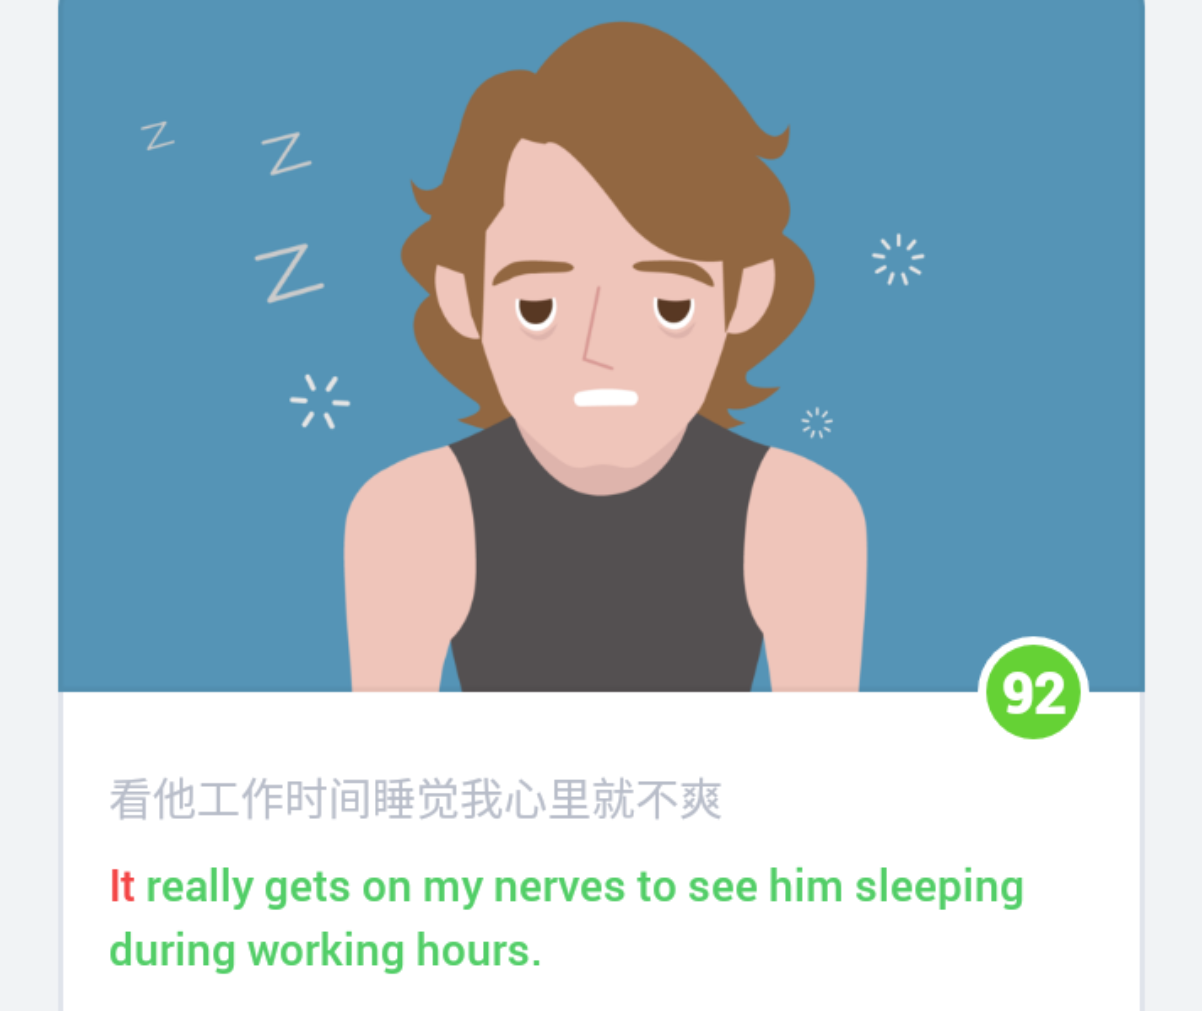 Z
Z
Z
92
看他工作时间睡觉我心里就不爽
It really gets on my nerves to see him sleeping
during working hours.